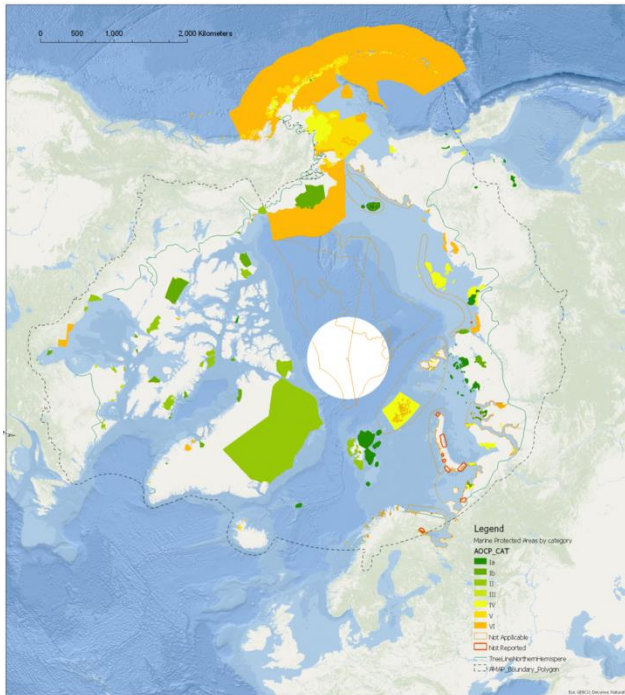 0 500 1,000 2,000 Kilometers
Legend
Marine Protected Areas by category
AOCP_CAT
Ia
Ib
II
III
IV
V
VI
Not Applicable
Not Reported
TreeLineNorthernHemispere
AMAP_Boundary_Polygon